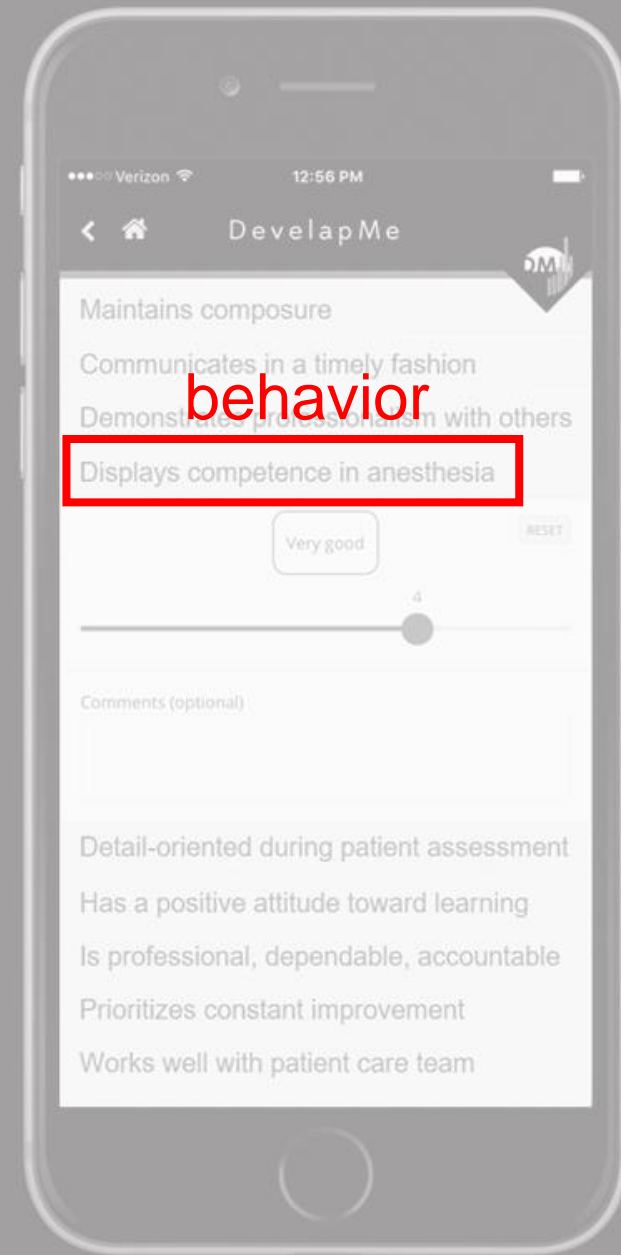 Verizon 12:56 PM
DevelapMe
DM
Maintains composure
Communicates in a timely fashion
behavior
Demonstrates professionalism with others
Displays competence in anesthesia
Very good
RESET
4
Comments (optional)
Detail-oriented during patient assessment
Has a positive attitude toward learning
Is professional, dependable, accountable
Prioritizes constant improvement
Works well with patient care team